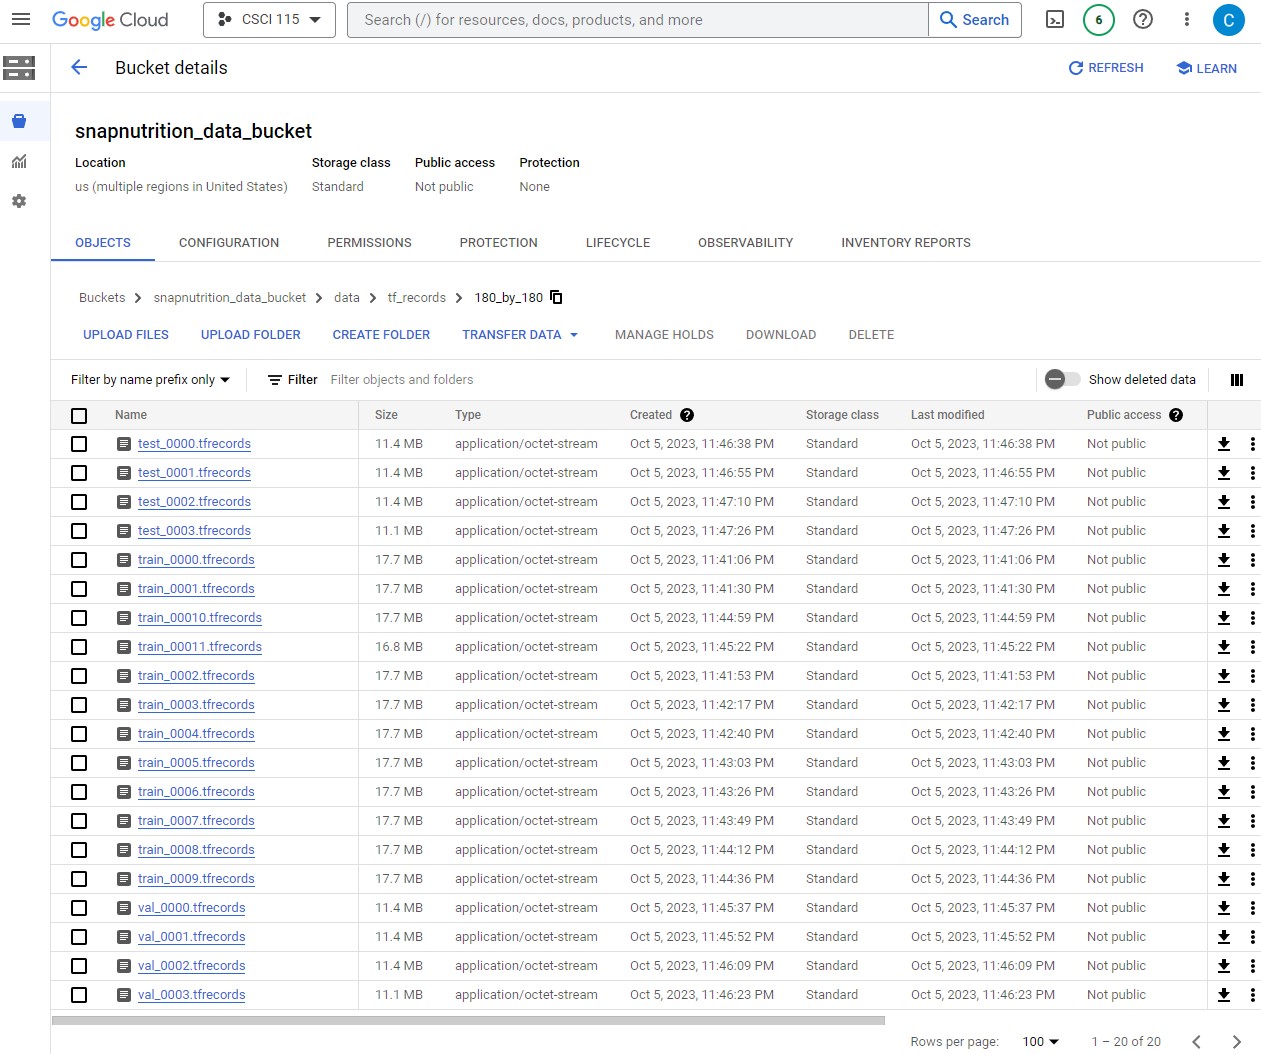 Google Cloud CSCI 115 Search (/) for resources, docs, products, and more Search 6 C
Bucket details REFRESH LEARN
snapnutrition_data_bucket
Location Storage class Public access Protection
us (multiple regions in United States) Standard Not public None
OBJECTS CONFIGURATION PERMISSIONS PROTECTION LIFECYCLE OBSERVABILITY INVENTORY REPORTS
Buckets snapnutrition_data_bucket data tf_records 180_by_180
UPLOAD FILES UPLOAD FOLDER CREATE FOLDER TRANSFER DATA MANAGE HOLDS DOWNLOAD DELETE
Filter by name prefix only Filter Filter objects and folders Show deleted data
Name Size Type Created Storage class Last modified Public access
test_0000.tfrecords 11.4 MB application/octet-stream Oct 5, 2023, 11:46:38 PM Standard Oct 5, 2023, 11:46:38 PM Not public
test_0001.tfrecords 11.4 MB application/octet-stream Oct 5, 2023, 11:46:55 PM Standard Oct 5, 2023, 11:46:55 PM Not public
test_0002.tfrecords 11.4 MB application/octet-stream Oct 5, 2023, 11:47:10 PM Standard Oct 5, 2023, 11:47:10 PM Not public
test_0003.tfrecords 11.1 MB application/octet-stream Oct 5, 2023, 11:47:26 PM Standard Oct 5, 2023, 11:47:26 PM Not public
train_0000.tfrecords 17.7 MB application/octet-stream Oct 5, 2023, 11:41:06 PM Standard Oct 5, 2023, 11:41:06 PM Not public
train_0001.tfrecords 17.7 MB application/octet-stream Oct 5, 2023, 11:41:30 PM Standard Oct 5, 2023, 11:41:30 PM Not public
train_00010.tfrecords 17.7 MB application/octet-stream Oct 5, 2023, 11:44:59 PM Standard Oct 5, 2023, 11:44:59 PM Not public
train_00011.tfrecords 16.8 MB application/octet-stream Oct 5, 2023, 11:45:22 PM Standard Oct 5, 2023, 11:45:22 PM Not public
train_0002.tfrecords 17.7 MB application/octet-stream Oct 5, 2023, 11:41:53 PM Standard Oct 5, 2023, 11:41:53 PM Not public
train_0003.tfrecords 17.7 MB application/octet-stream Oct 5, 2023, 11:42:17 PM Standard Oct 5, 2023, 11:42:17 PM Not public
train_0004.tfrecords 17.7 MB application/octet-stream Oct 5, 2023, 11:42:40 PM Standard Oct 5, 2023, 11:42:40 PM Not public
train_0005.tfrecords 17.7 MB application/octet-stream Oct 5, 2023, 11:43:03 PM Standard Oct 5, 2023, 11:43:03 PM Not public
train_0006.tfrecords 17.7 MB application/octet-stream Oct 5, 2023, 11:43:26 PM Standard Oct 5, 2023, 11:43:26 PM Not public
train_0007.tfrecords 17.7 MB application/octet-stream Oct 5, 2023, 11:43:49 PM Standard Oct 5, 2023, 11:43:49 PM Not public
train_0008.tfrecords 17.7 MB application/octet-stream Oct 5, 2023, 11:44:12 PM Standard Oct 5, 2023, 11:44:12 PM Not public
train_0009.tfrecords 17.7 MB application/octet-stream Oct 5, 2023, 11:44:36 PM Standard Oct 5, 2023, 11:44:36 PM Not public
val_0000.tfrecords 11.4 MB application/octet-stream Oct 5, 2023, 11:45:37 PM Standard Oct 5, 2023, 11:45:37 PM Not public
val_0001.tfrecords 11.4 MB application/octet-stream Oct 5, 2023, 11:45:52 PM Standard Oct 5, 2023, 11:45:52 PM Not public
val_0002.tfrecords 11.4 MB application/octet-stream Oct 5, 2023, 11:46:09 PM Standard Oct 5, 2023, 11:46:09 PM Not public
val_0003.tfrecords 11.1 MB application/octet-stream Oct 5, 2023, 11:46:23 PM Standard Oct 5, 2023, 11:46:23 PM Not public
Rows per page: 100 1 – 20 of 20